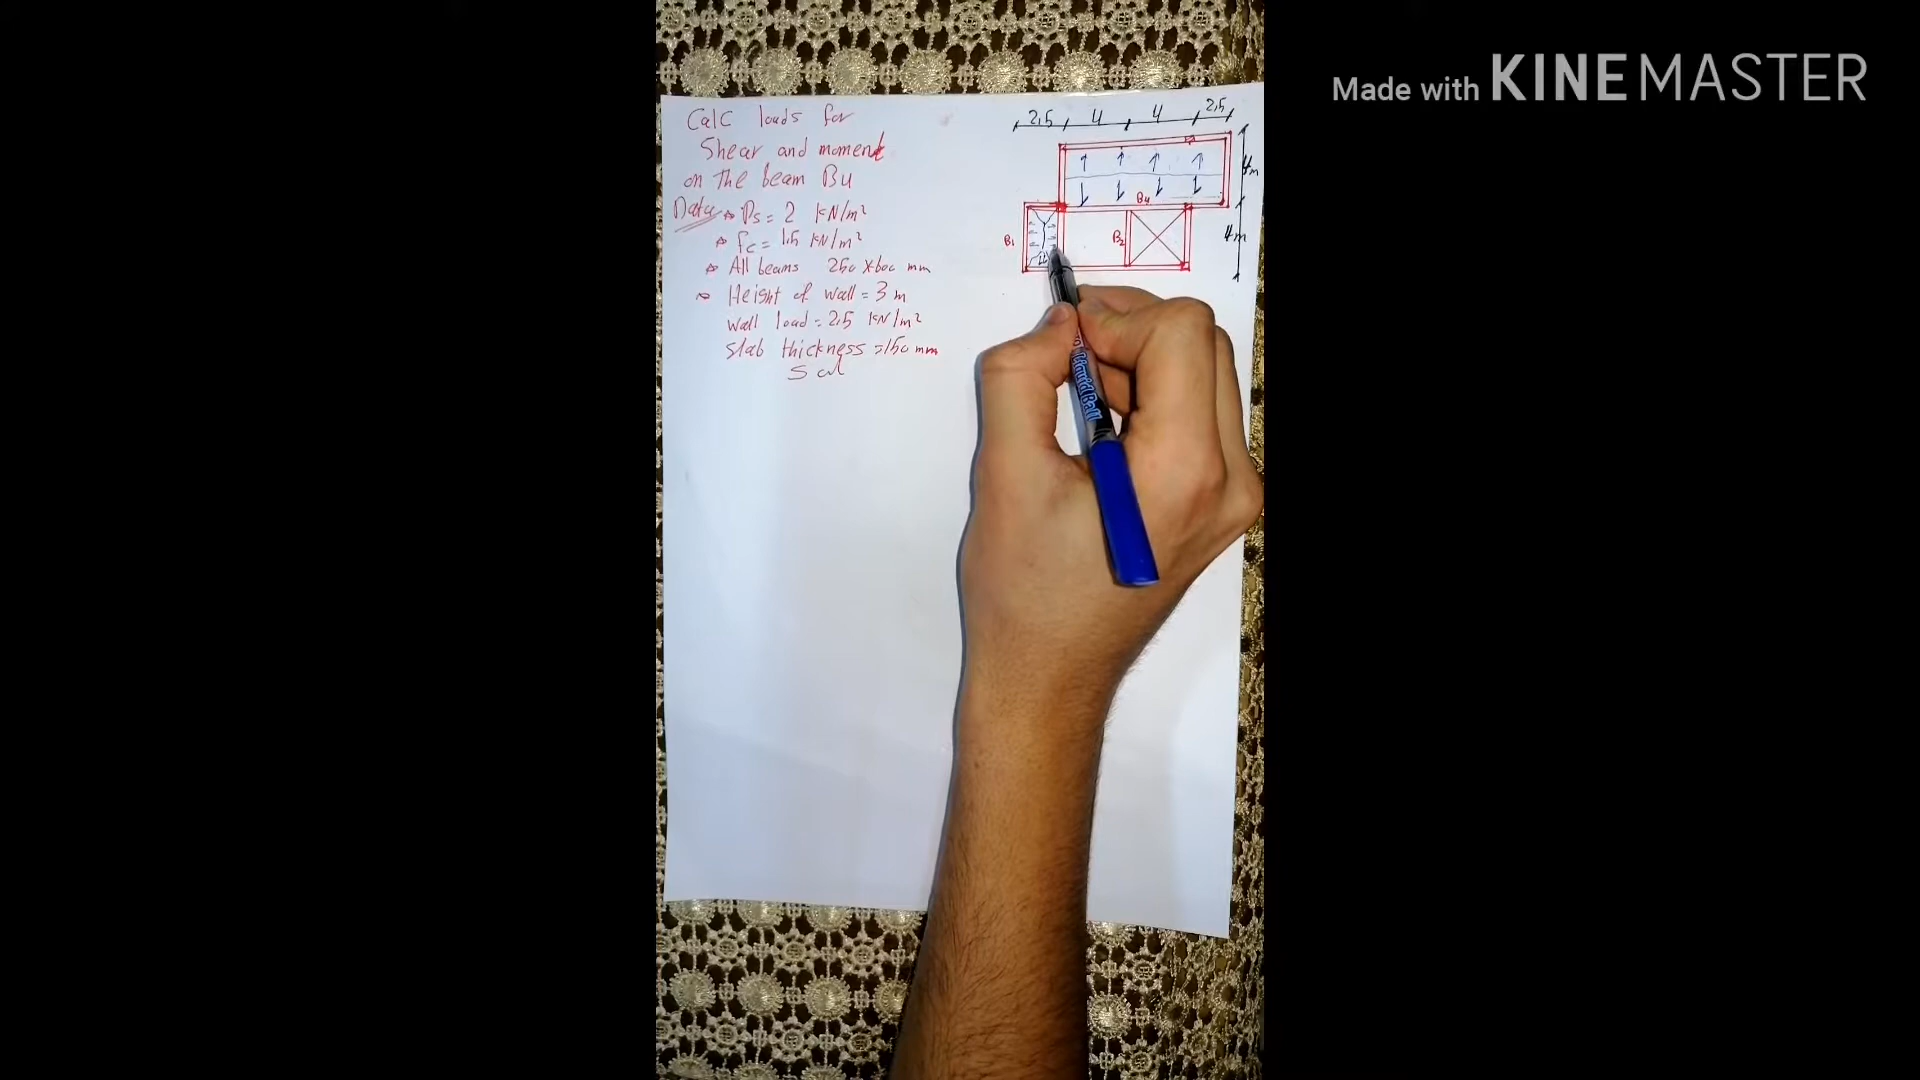 Made with KINEMASTER
Calc loads for
Shear and moment
on the beam B4
Data Ps = 2 KN/m²
fc = 1.5 KN/m²
All beams 250 x 600 mm
Height of wall = 3 m
wall load = 2.5 KN/m²
Slab thickness = 150 mm
Sol
2.5 4 4 2.5
4m
B4
B1
B2
4m
Liquid Ball